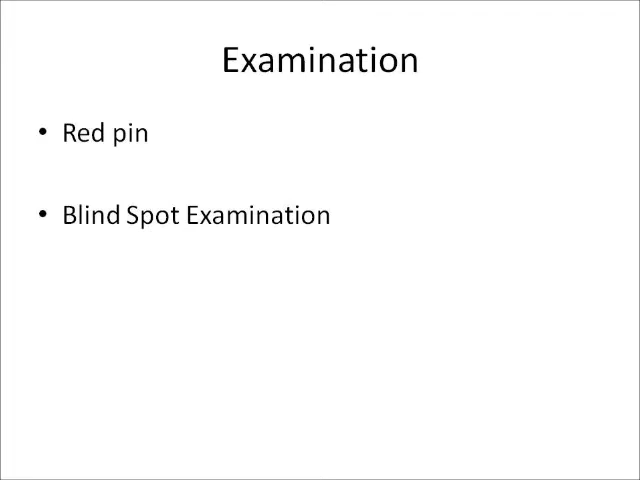 Examination
• Red pin
• Blind Spot Examination